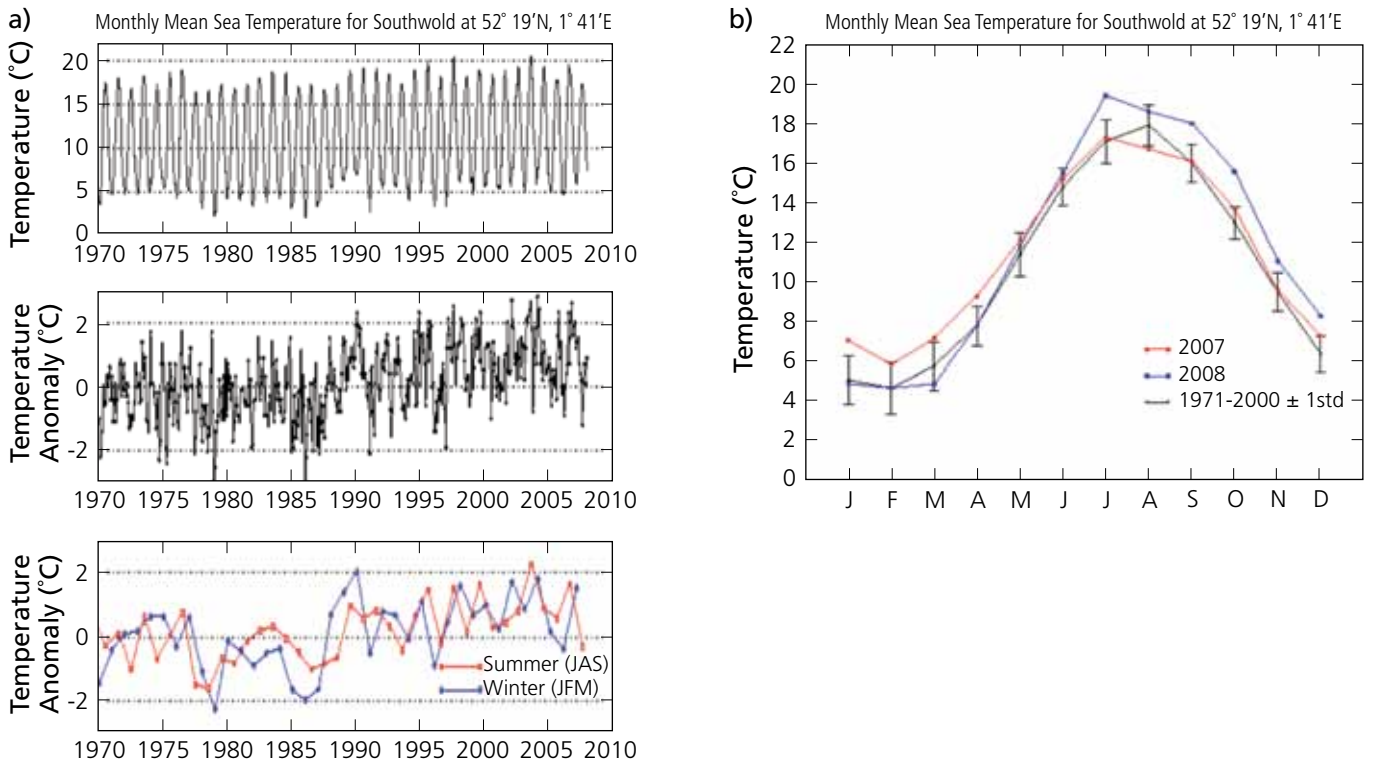 a)
Monthly Mean Sea Temperature for Southwold at 52˚ 19’N, 1˚ 41’E
Temperature (˚C)
20
15
10
5
0
1970 1975 1980 1985 1990 1995 2000 2005 2010
Temperature
Anomaly (˚C)
2
0
-2
1970 1975 1980 1985 1990 1995 2000 2005 2010
Temperature
Anomaly (˚C)
2
0
-2
Summer (JAS)
Winter (JFM)
1970 1975 1980 1985 1990 1995 2000 2005 2010
b)
Monthly Mean Sea Temperature for Southwold at 52˚ 19’N, 1˚ 41’E
Temperature (˚C)
22
20
18
16
14
12
10
8
6
4
2
0
2007
2008
1971-2000 ± 1std
J F M A M J J A S O N D